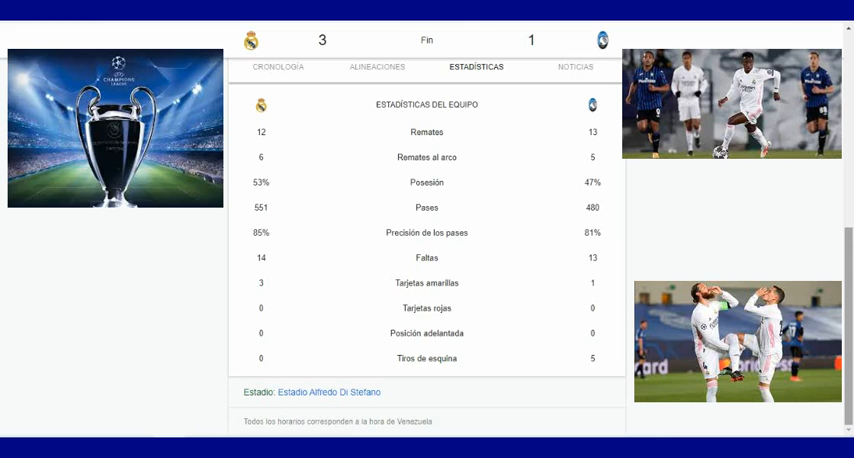 3 Fin 1
CRONOLOGÍA ALINEACIONES ESTADÍSTICAS NOTICIAS
ESTADÍSTICAS DEL EQUIPO
12 Remates 13
6 Remates al arco 5
53% Posesión 47%
551 Pases 480
85% Precisión de los pases 81%
14 Faltas 13
3 Tarjetas amarillas 1
0 Tarjetas rojas 0
0 Posición adelantada 0
0 Tiros de esquina 5
Estadio: Estadio Alfredo Di Stefano
Todos los horarios corresponden a la hora de Venezuela
CHAMPIONS
LEAGUE